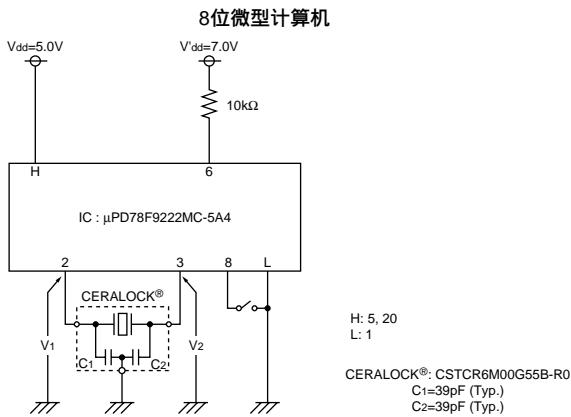 8位微型计算机
Vdd=5.0V
V'dd=7.0V
10kΩ
H
6
IC : μPD78F9222MC-5A4
2
3
8
L
CERALOCK®
V1
V2
C1
C2
H: 5, 20
L: 1
CERALOCK®: CSTCR6M00G55B-R0
C1=39pF (Typ.)
C2=39pF (Typ.)